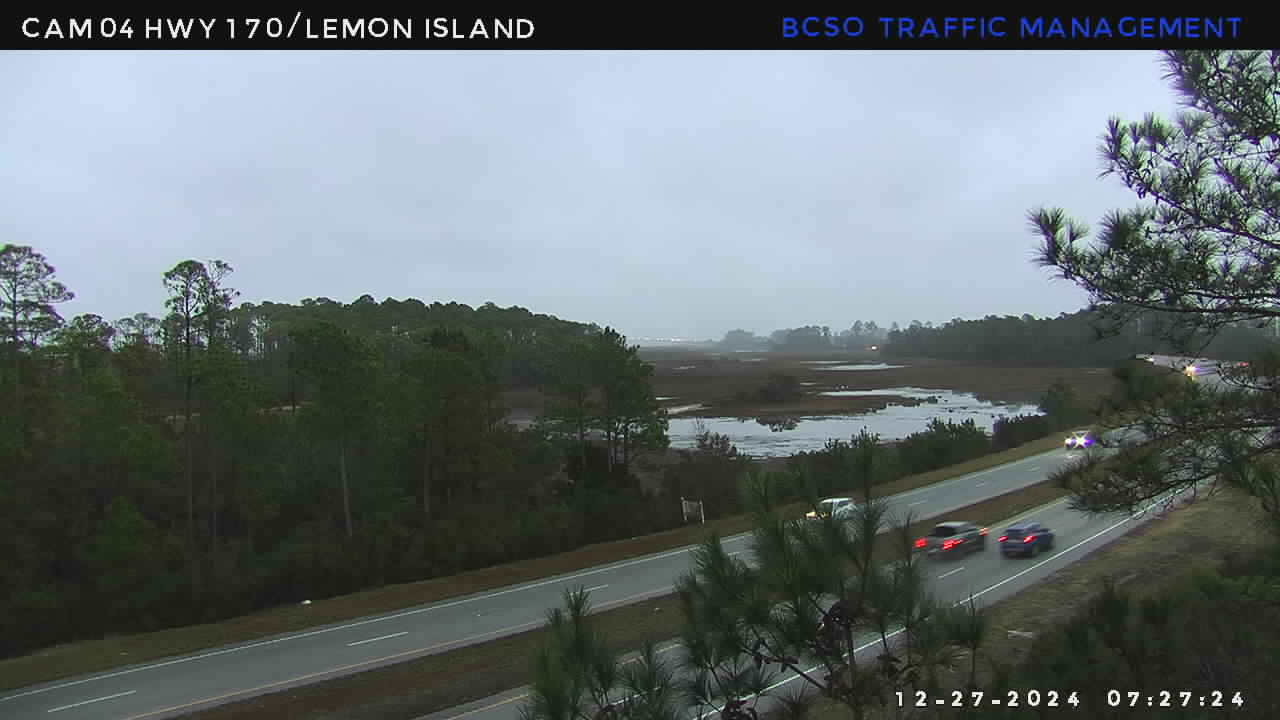 CAM04 HWY 170/LEMON ISLAND
BCSO TRAFFIC MANAGEMENT
12-27-2024 07:27:24